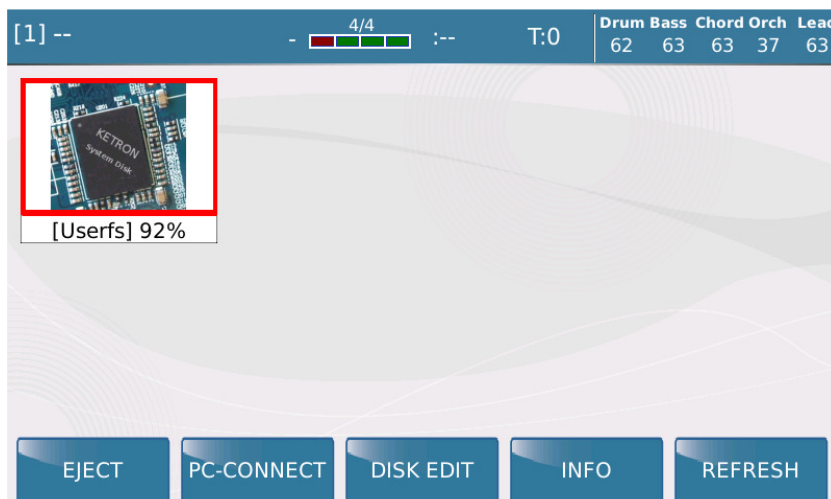 [1] --
-
4/4
:--
T:0
Drum Bass Chord Orch Lead
62 63 63 37 63
KETRON
System Disk
[Userfs] 92%
EJECT PC-CONNECT DISK EDIT INFO REFRESH